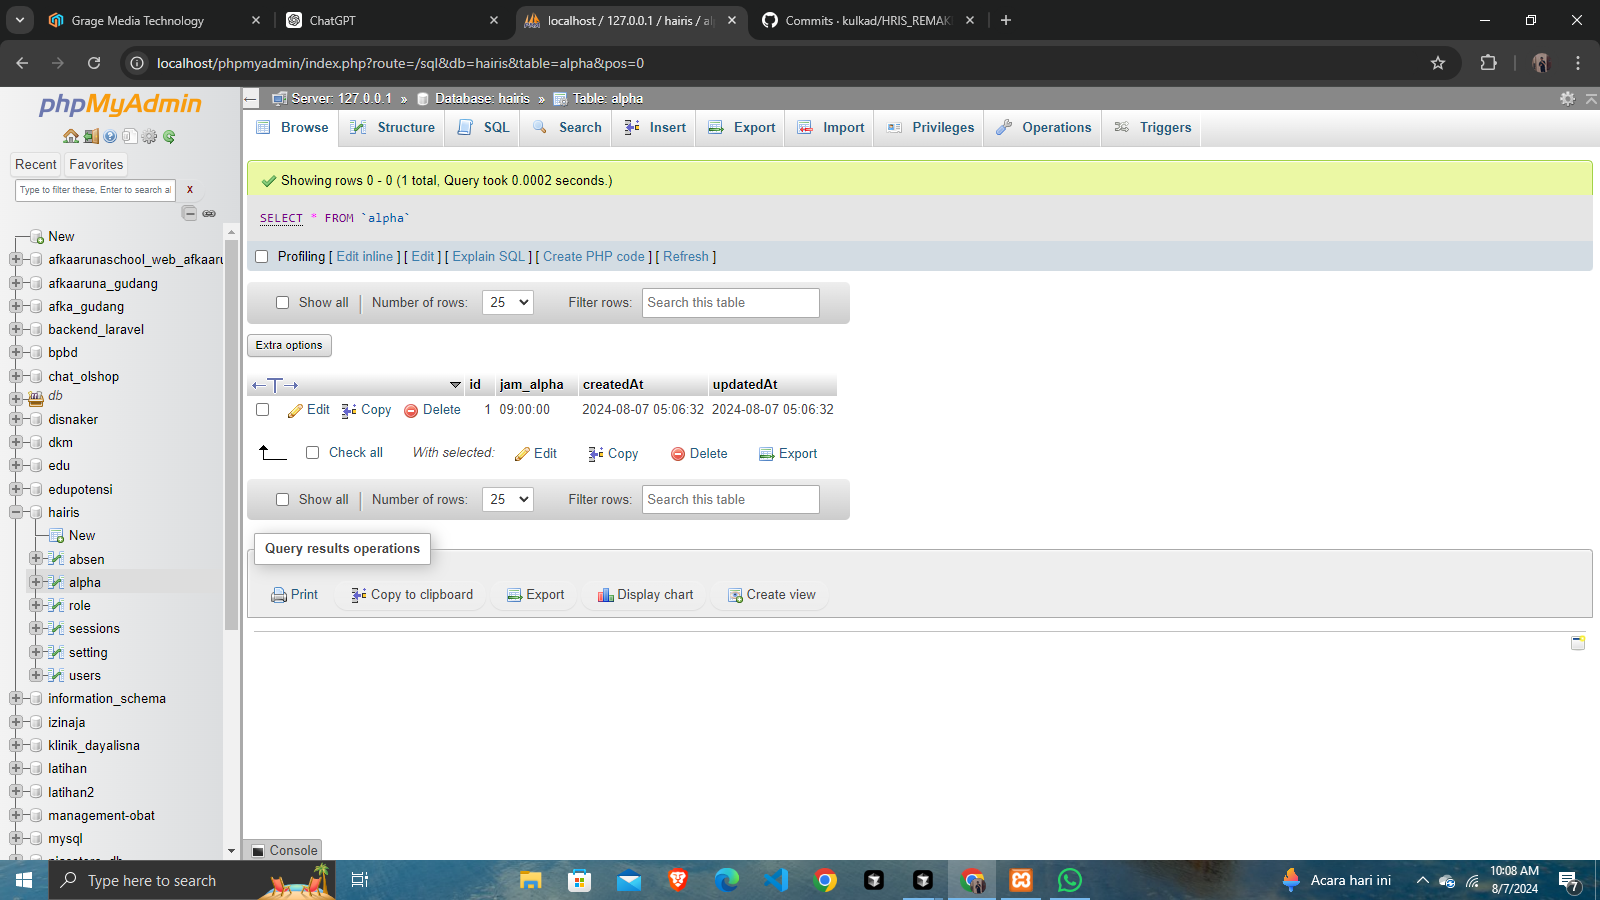 Grage Media Technology
ChatGPT
localhost / 127.0.0.1 / hairis / al
Commits · kulkad/HRIS_REMAK
localhost/phpmyadmin/index.php?route=/sql&db=hairis&table=alpha&pos=0
phpMyAdmin
Recent
Favorites
Type to filter these, Enter to search al
X
New
afkaarunaschool_web_afkaaru
afkaaruna_gudang
afka_gudang
backend_laravel
bpbd
chat_olshop
db
disnaker
dkm
edu
edupotensi
hairis
New
absen
alpha
role
sessions
setting
users
information_schema
izinaja
klinik_dayalisna
latihan
latihan2
management-obat
mysql
Server: 127.0.0.1 » Database: hairis » Table: alpha
Browse
Structure
SQL
Search
Insert
Export
Import
Privileges
Operations
Triggers
Showing rows 0 - 0 (1 total, Query took 0.0002 seconds.)
SELECT * FROM `alpha`
Profiling [ Edit inline ] [ Edit ] [ Explain SQL ] [ Create PHP code ] [ Refresh ]
Show all | Number of rows: 25 Filter rows: Search this table
Extra options
id jam_alpha createdAt updatedAt
Edit Copy Delete 1 09:00:00 2024-08-07 05:06:32 2024-08-07 05:06:32
Check all With selected: Edit Copy Delete Export
Show all | Number of rows: 25 Filter rows: Search this table
Query results operations
Print Copy to clipboard Export Display chart Create view
Console
Type here to search
Acara hari ini
10:08 AM
8/7/2024
7